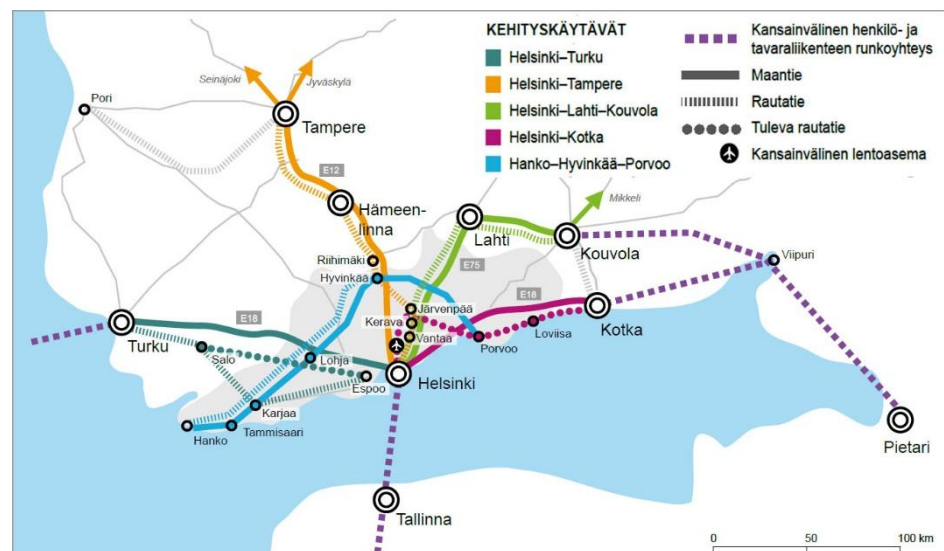 KEHITYSKÄYTÄVÄT
Helsinki–Turku
Helsinki–Tampere
Helsinki–Lahti–Kouvola
Helsinki–Kotka
Hanko–Hyvinkää–Porvoo
Kansainvälinen henkilö- ja
tavaraliikenteen runkoyhteys
Maantie
Rautatie
Tuleva rautatie
Kansainvälinen lentoasema
Seinäjoki
Jyväskylä
Pori
Tampere
E12
Hämeen-
linna
Mikkeli
Lahti
Kouvola
Riihimäki
Hyvinkää
E75
Viipuri
Järvenpää
E18
Kerava
Kotka
E18
Turku
Vantaa
Porvoo
Loviisa
Salo
Lohja
Espoo
Helsinki
Karjaa
Hanko
Tammisaari
Pietari
Tallinna
0
50
100 km